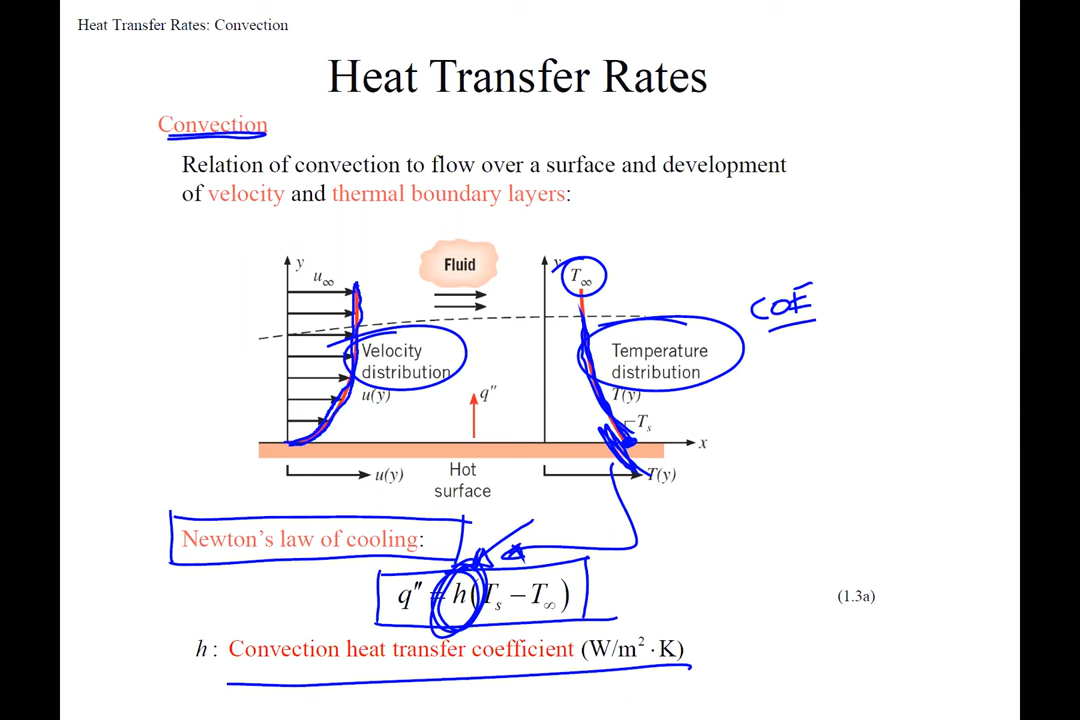 Heat Transfer Rates: Convection
Heat Transfer Rates
Convection
Relation of convection to flow over a surface and development
of velocity and thermal boundary layers:
y
u∞
Fluid
y
T∞
COE
Velocity
distribution
u(y)
q"
Temperature
distribution
T(y)
Ts
x
u(y)
Hot
surface
T(y)
Newton's law of cooling:
q" = h(Ts − T∞)
(1.3a)
h : Convection heat transfer coefficient (W/m² · K)